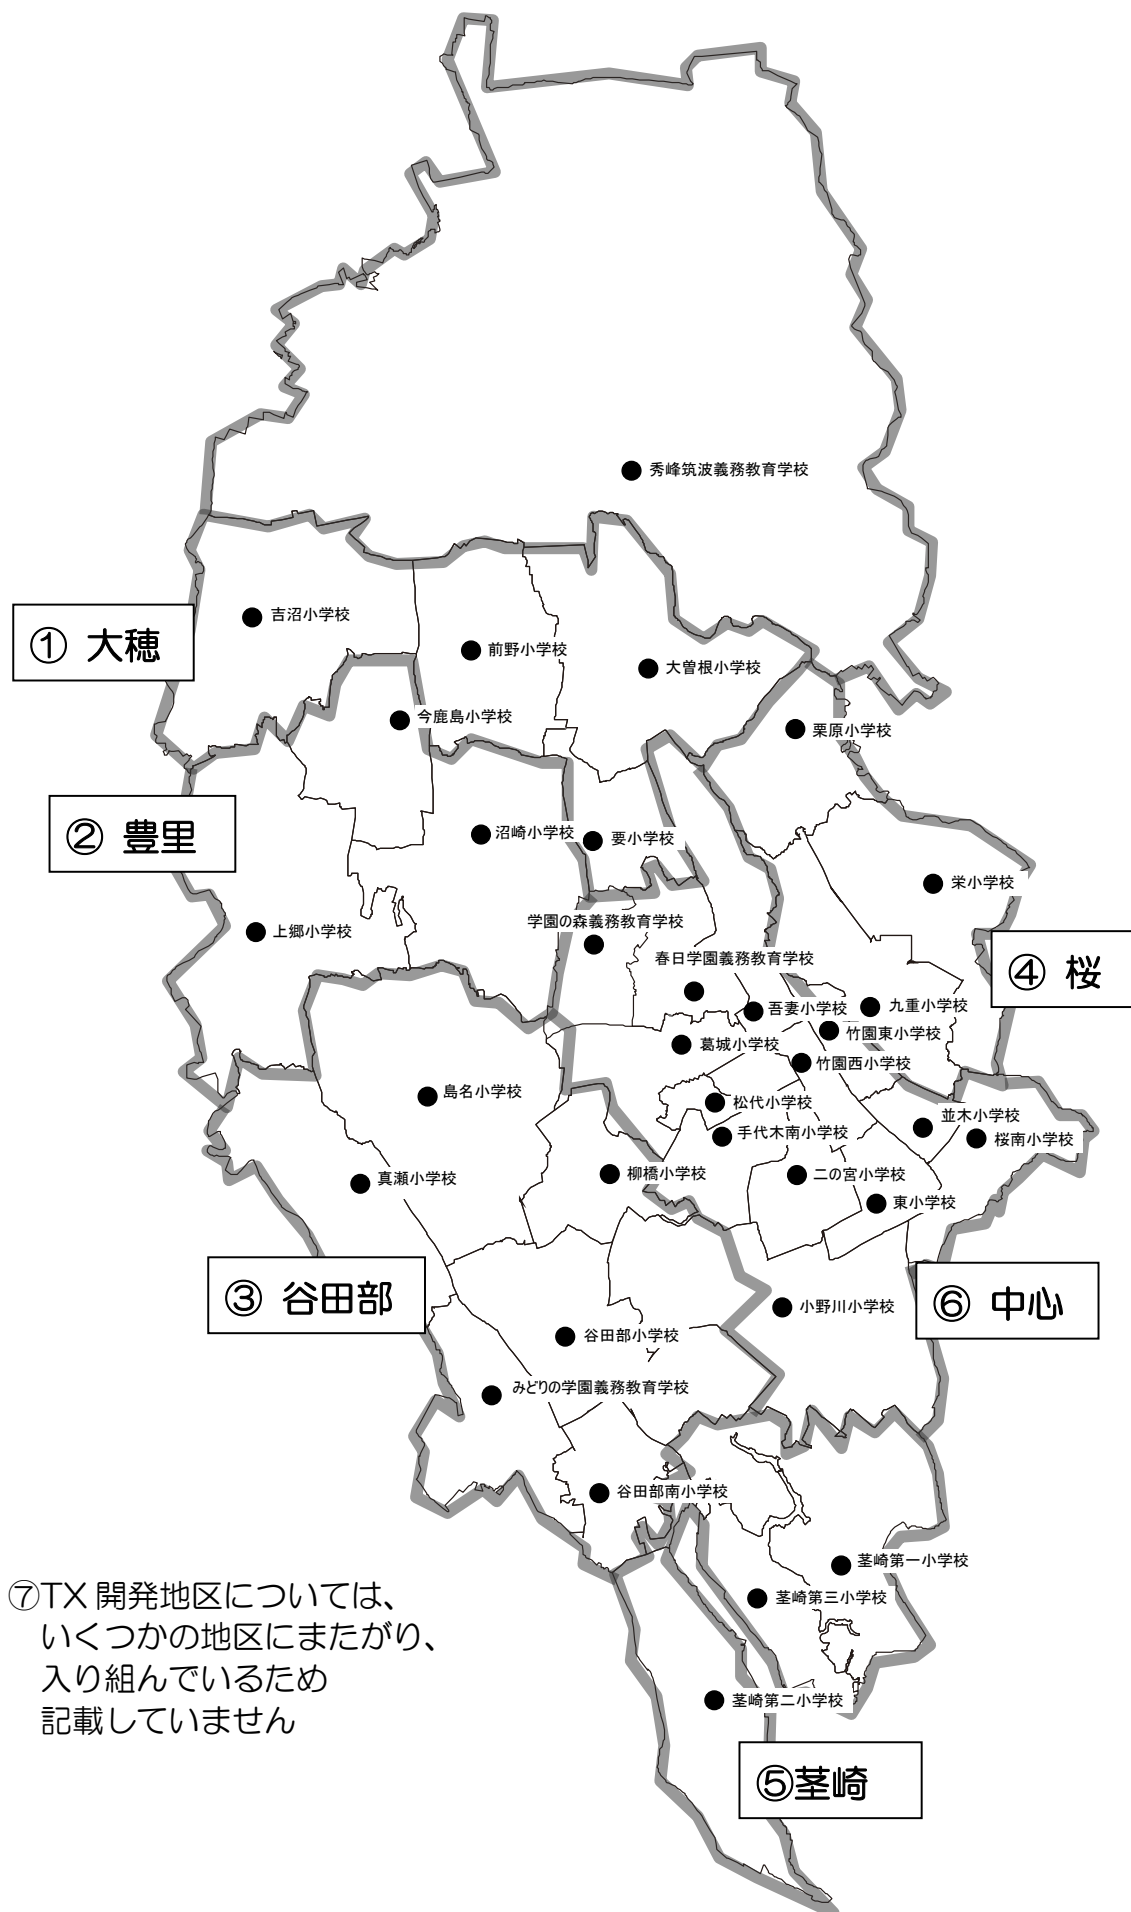 秀峰筑波義務教育学校
吉沼小学校
① 大穂
前野小学校
大曽根小学校
今鹿島小学校
栗原小学校
② 豊里
沼崎小学校
要小学校
栄小学校
学園の森義務教育学校
上郷小学校
春日学園義務教育学校
④ 桜
吾妻小学校
九重小学校
竹園東小学校
葛城小学校
竹園西小学校
島名小学校
松代小学校
並木小学校
手代木南小学校
桜南小学校
真瀬小学校
柳橋小学校
二の宮小学校
東小学校
③ 谷田部
⑥ 中心
小野川小学校
谷田部小学校
みどりの学園義務教育学校
谷田部南小学校
茎崎第一小学校
茎崎第三小学校
⑦TX 開発地区については、
いくつかの地区にまたがり、
入り組んでいるため
記載していません
茎崎第二小学校
⑤茎崎